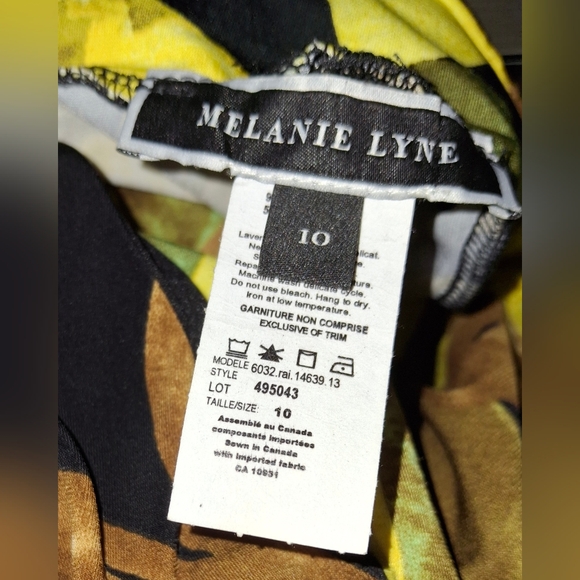 MELANIE LYNE
10
Machine wash delicate cycle.
Do not use bleach. Hang to dry.
Iron at low temperature.
GARNITURE NON COMPRISE
EXCLUSIVE OF TRIM
MODELE 6032.rai.14639.13
STYLE
LOT 495043
TAILLE/SIZE: 10
Assemblé au Canada
composants importées
Sewn in Canada
with imported fabric
CA 10931